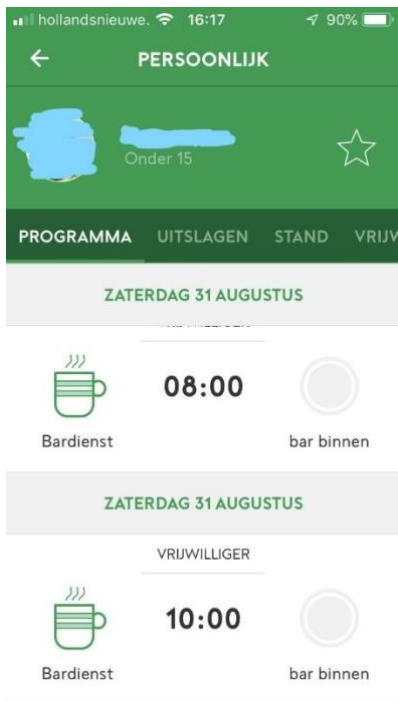 hollandsnieuwe. 16:17 90%
PERSOONLIJK
Onder 15
PROGRAMMA UITSLAGEN STAND VRIJW
ZATERDAG 31 AUGUSTUS
08:00
Bardienst bar binnen
ZATERDAG 31 AUGUSTUS
VRIJWILLIGER
10:00
Bardienst bar binnen